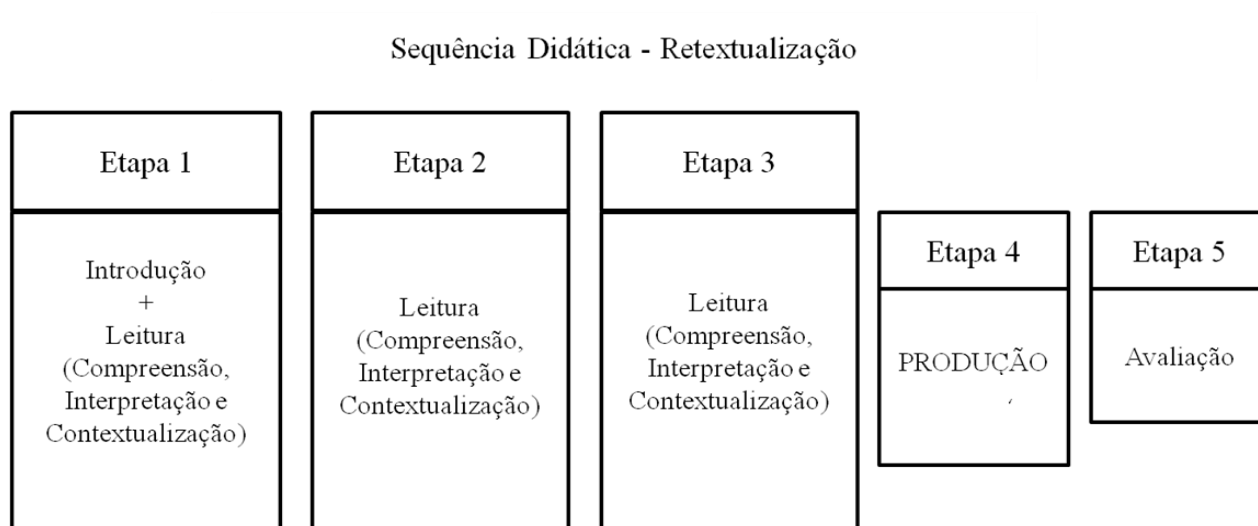 Sequência Didática - Retextualização
Etapa 1
Introdução
+
Leitura
(Compreensão,
Interpretação e
Contextualização)
Etapa 2
Leitura
(Compreensão,
Interpretação e
Contextualização)
Etapa 3
Leitura
(Compreensão,
Interpretação e
Contextualização)
Etapa 4
PRODUÇÃO
Etapa 5
Avaliação